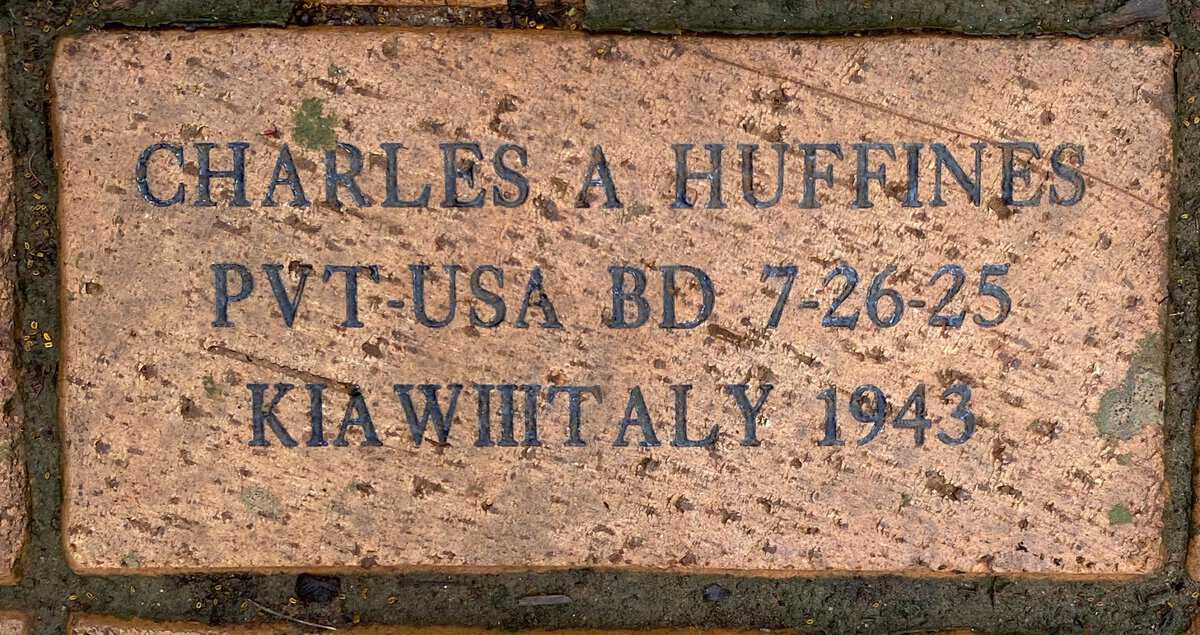 CHARLES A HUFFINES
PVT-USA BD 7-26-25
KIAWIIITALY 1943